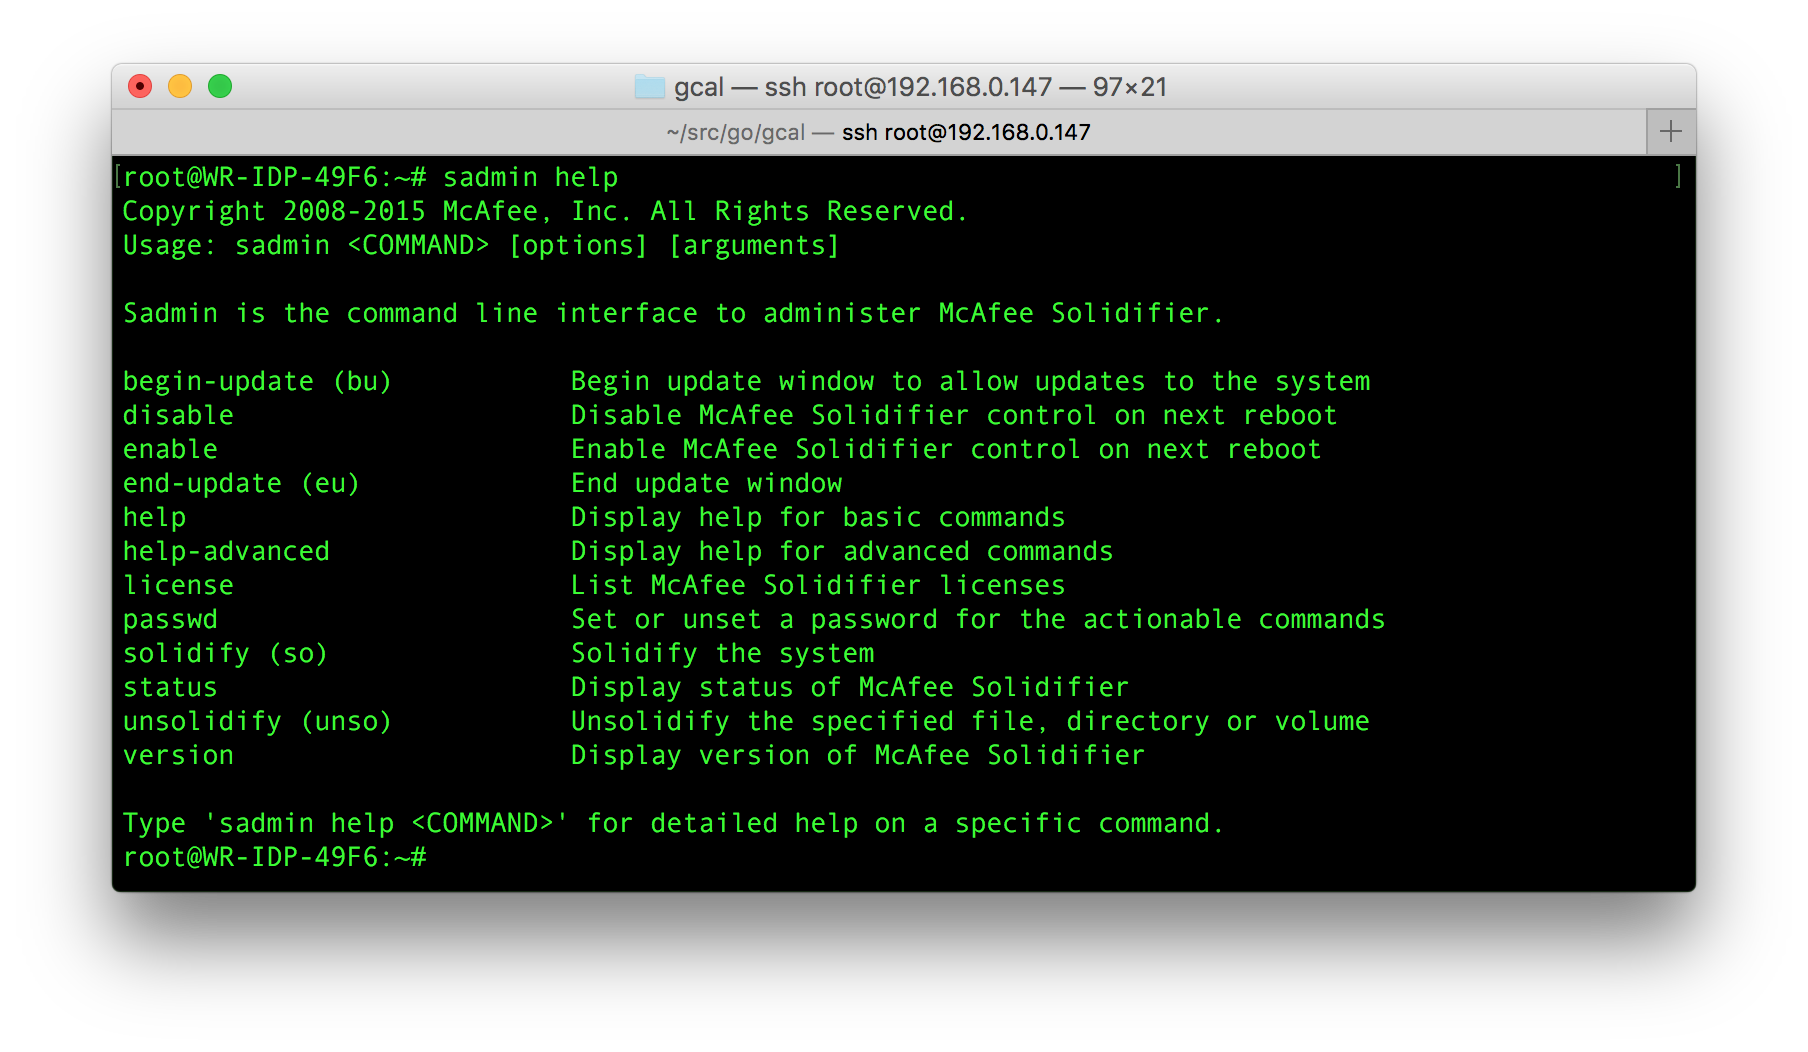 gcal — ssh root@192.168.0.147 — 97×21
~/src/go/gcal — ssh root@192.168.0.147
[root@WR-IDP-49F6:~# sadmin help ]
Copyright 2008-2015 McAfee, Inc. All Rights Reserved.
Usage: sadmin <COMMAND> [options] [arguments]
Sadmin is the command line interface to administer McAfee Solidifier.
begin-update (bu) Begin update window to allow updates to the system
disable Disable McAfee Solidifier control on next reboot
enable Enable McAfee Solidifier control on next reboot
end-update (eu) End update window
help Display help for basic commands
help-advanced Display help for advanced commands
license List McAfee Solidifier licenses
passwd Set or unset a password for the actionable commands
solidify (so) Solidify the system
status Display status of McAfee Solidifier
unsolidify (unso) Unsolidify the specified file, directory or volume
version Display version of McAfee Solidifier
Type 'sadmin help <COMMAND>' for detailed help on a specific command.
root@WR-IDP-49F6:~#